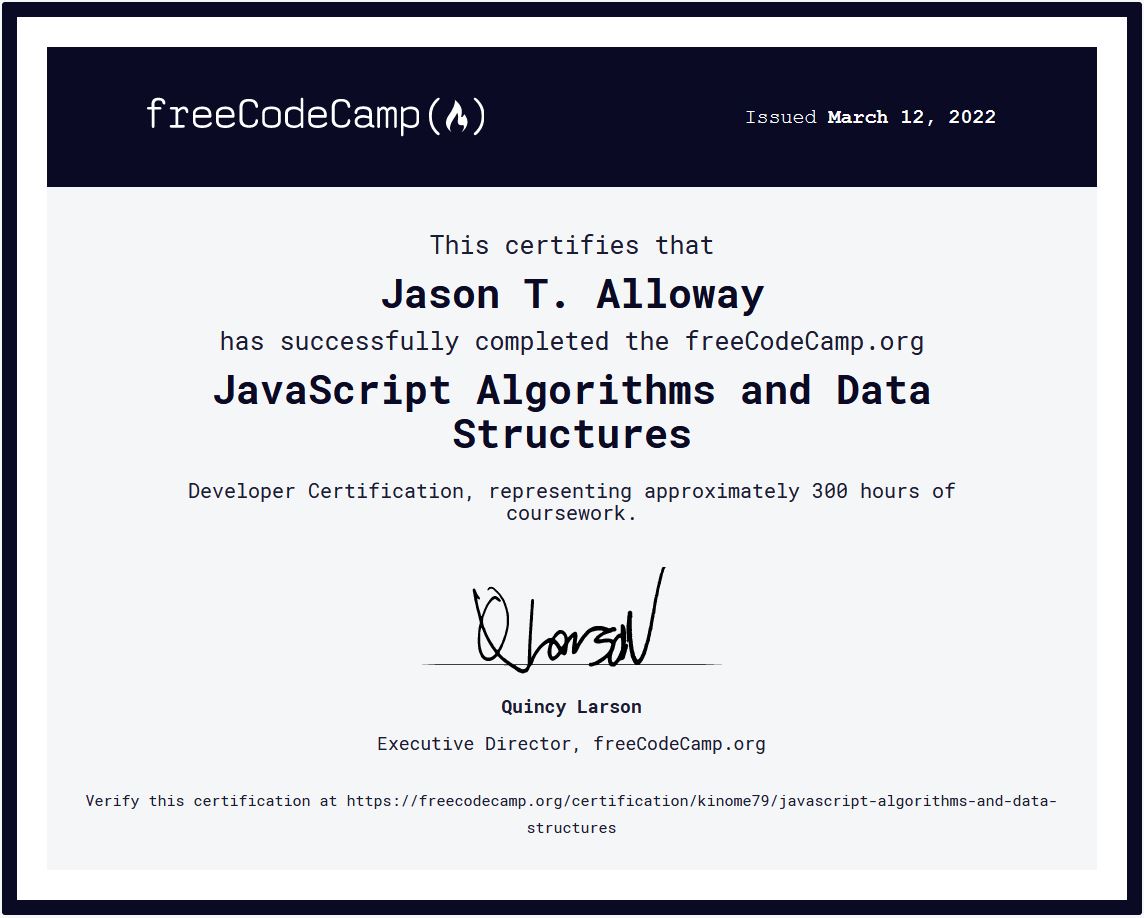 freeCodeCamp(🔥)
Issued March 12, 2022
This certifies that
Jason T. Alloway
has successfully completed the freeCodeCamp.org
JavaScript Algorithms and Data
Structures
Developer Certification, representing approximately 300 hours of
coursework.
Q Larson
Quincy Larson
Executive Director, freeCodeCamp.org
Verify this certification at https://freecodecamp.org/certification/kinome79/javascript-algorithms-and-data-
structures